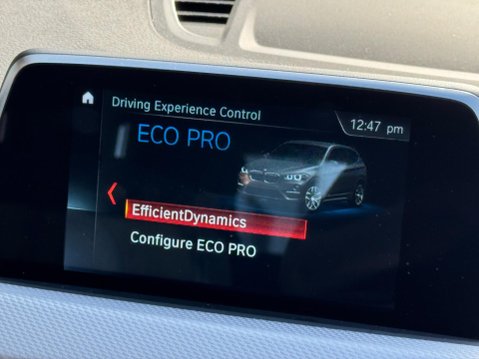 Driving Experience Control
12:47 pm
ECO PRO
EfficientDynamics
Configure ECO PRO